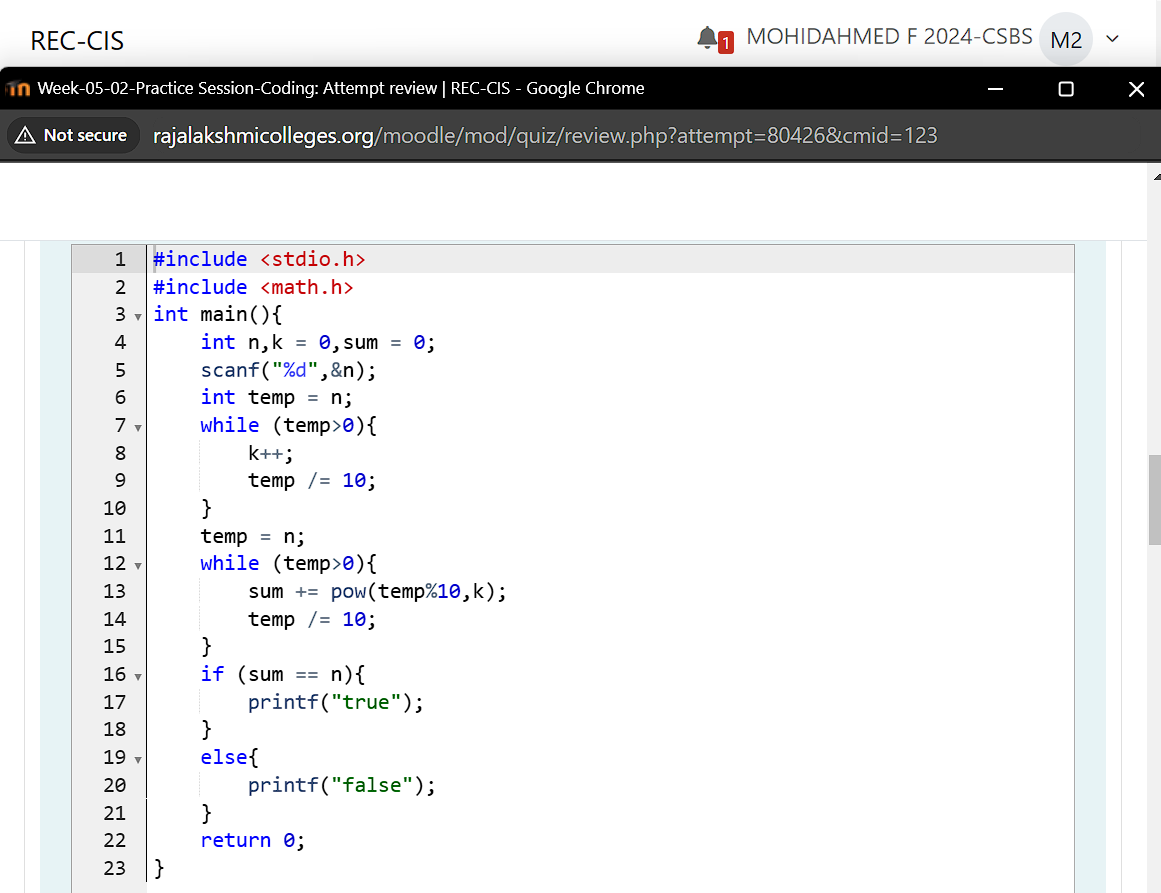 REC-CIS
1 MOHIDAHMED F 2024-CSBS M2
Week-05-02-Practice Session-Coding: Attempt review | REC-CIS - Google Chrome
Not secure rajalakshmicolleges.org/moodle/mod/quiz/review.php?attempt=80426&cmid=123
1 #include <stdio.h>
2 #include <math.h>
3 int main(){
4     int n,k = 0,sum = 0;
5     scanf("%d",&n);
6     int temp = n;
7     while (temp>0){
8         k++;
9         temp /= 10;
10     }
11     temp = n;
12     while (temp>0){
13         sum += pow(temp%10,k);
14         temp /= 10;
15     }
16     if (sum == n){
17         printf("true");
18     }
19     else{
20         printf("false");
21     }
22     return 0;
23 }